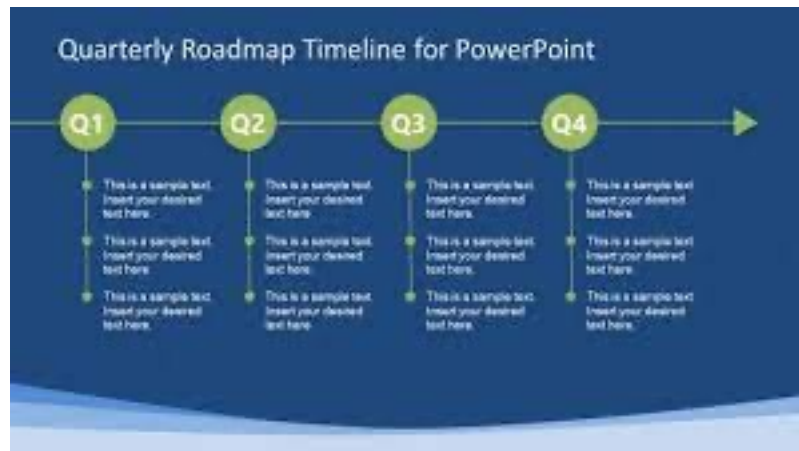 Quarterly Roadmap Timeline for PowerPoint
Q1
Q2
Q3
Q4
This is a sample text.
Insert your desired
text here.
This is a sample text.
Insert your desired
text here.
This is a sample text.
Insert your desired
text here.
This is a sample text.
Insert your desired
text here.
This is a sample text.
Insert your desired
text here.
This is a sample text.
Insert your desired
text here.
This is a sample text.
Insert your desired
text here.
This is a sample text.
Insert your desired
text here.
This is a sample text.
Insert your desired
text here.
This is a sample text.
Insert your desired
text here.
This is a sample text.
Insert your desired
text here.
This is a sample text.
Insert your desired
text here.